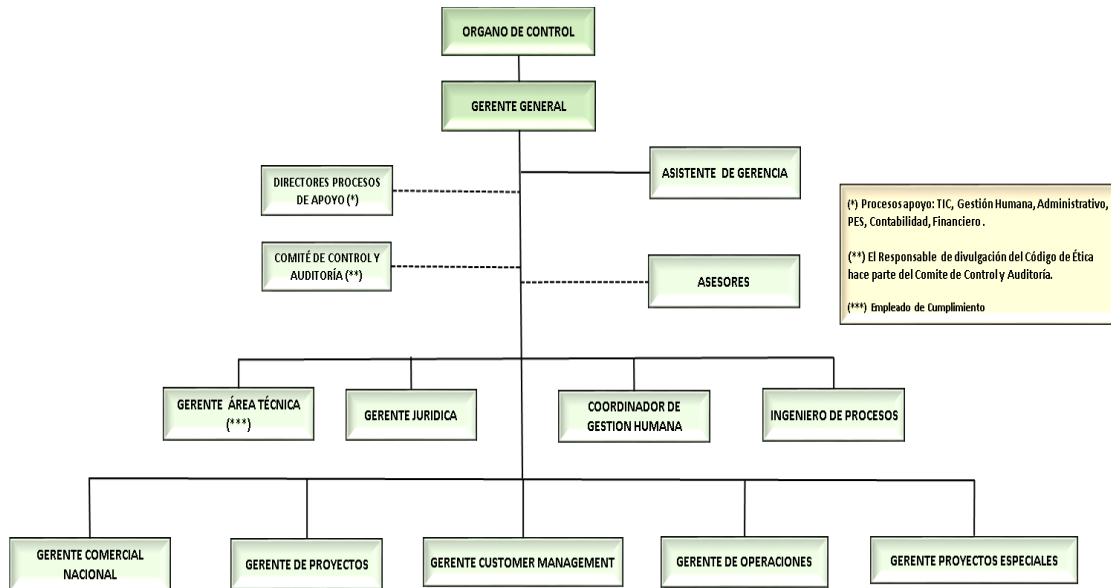 ORGANO DE CONTROL
GERENTE GENERAL
DIRECTORES PROCESOS
DE APOYO (*)
ASISTENTE DE GERENCIA
COMITÉ DE CONTROL Y
AUDITORÍA (**)
ASESORES
(*) Procesos apoyo: TIC, Gestión Humana, Administrativo,
PES, Contabilidad, Financiero .
(**) El Responsable de divulgación del Código de Ética
hace parte del Comite de Control y Auditoría.
(***) Empleado de Cumplimiento
GERENTE ÁREA TÉCNICA
(***)
GERENTE JURIDICA
COORDINADOR DE
GESTION HUMANA
INGENIERO DE PROCESOS
GERENTE COMERCIAL
NACIONAL
GERENTE DE PROYECTOS
GERENTE CUSTOMER MANAGEMENT
GERENTE DE OPERACIONES
GERENTE PROYECTOS ESPECIALES